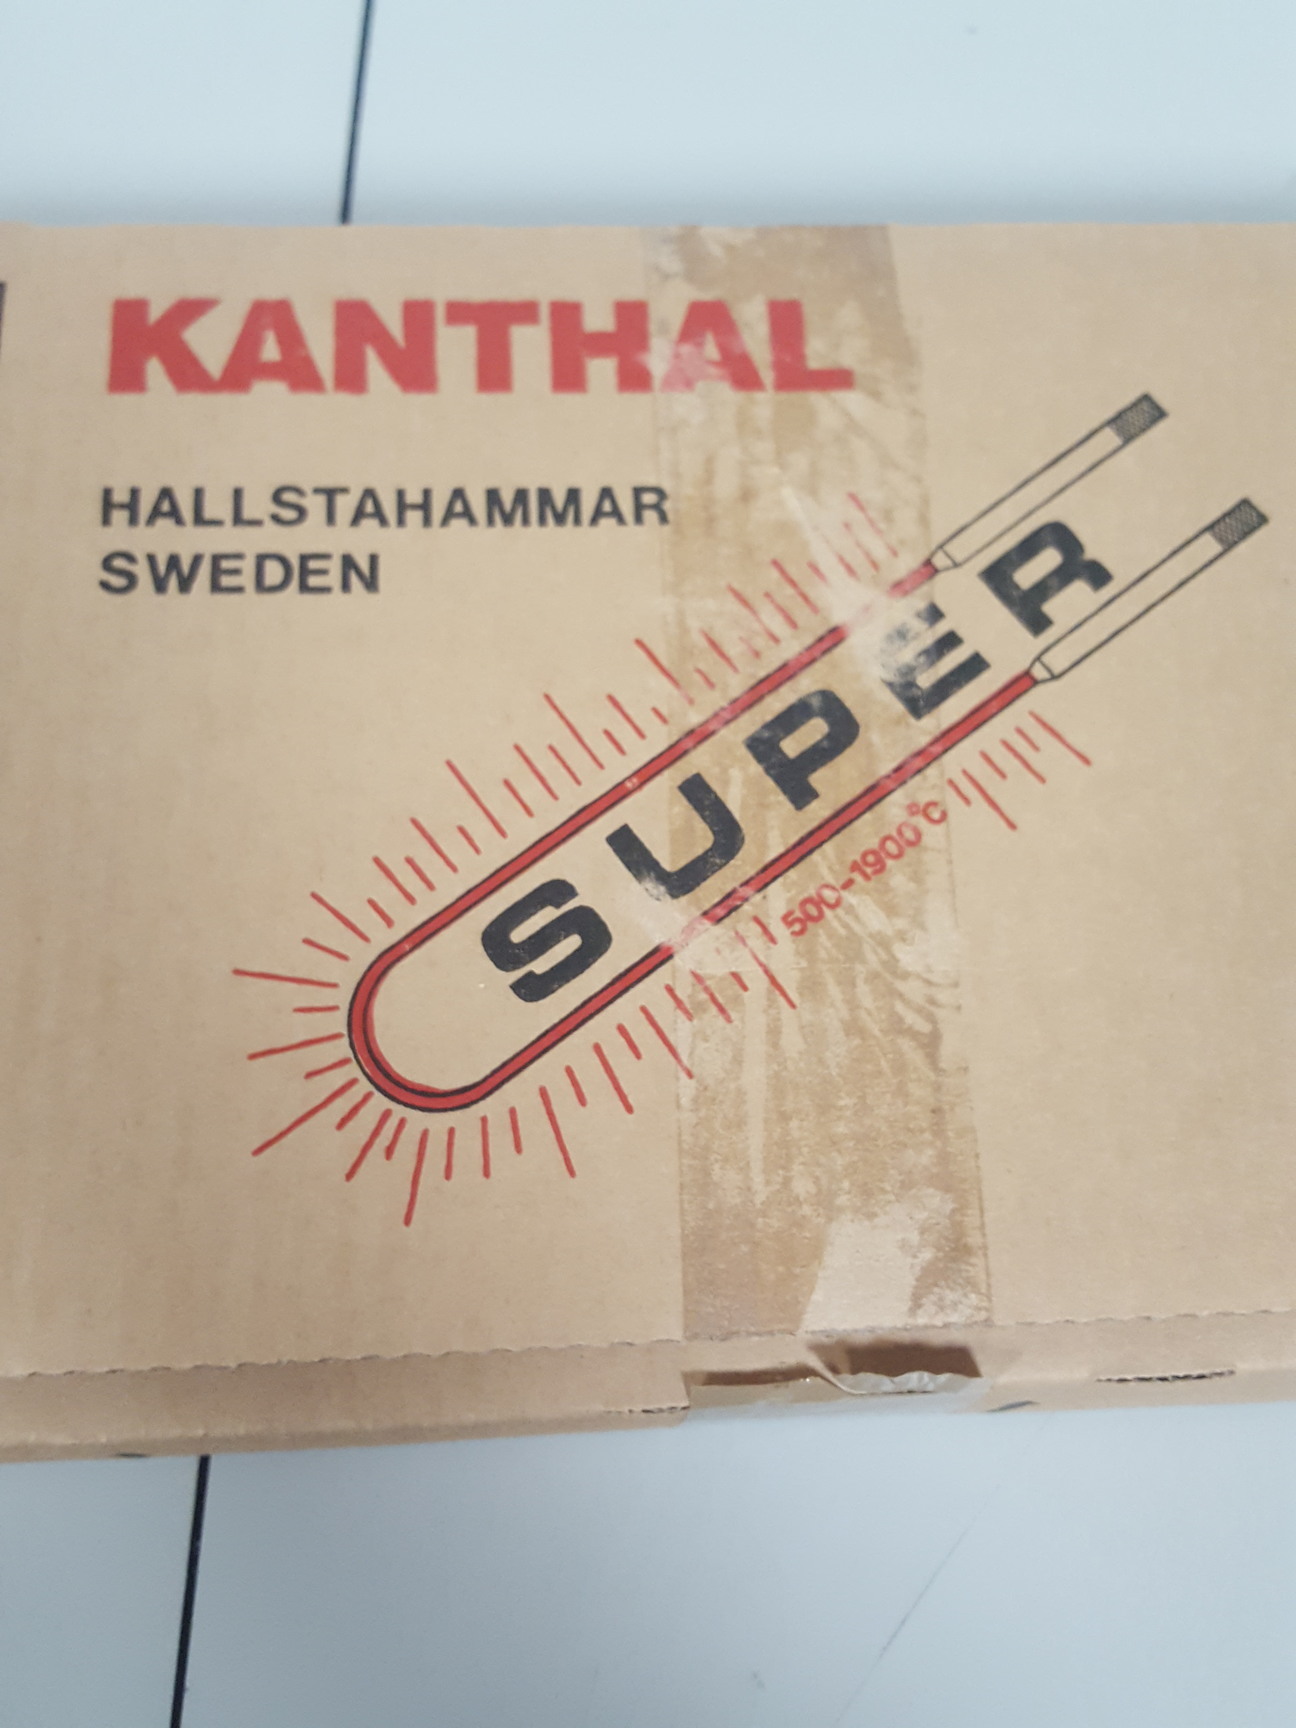 KANTHAL
HALLSTAHAMMAR
SWEDEN
SUPER
500-1900°C